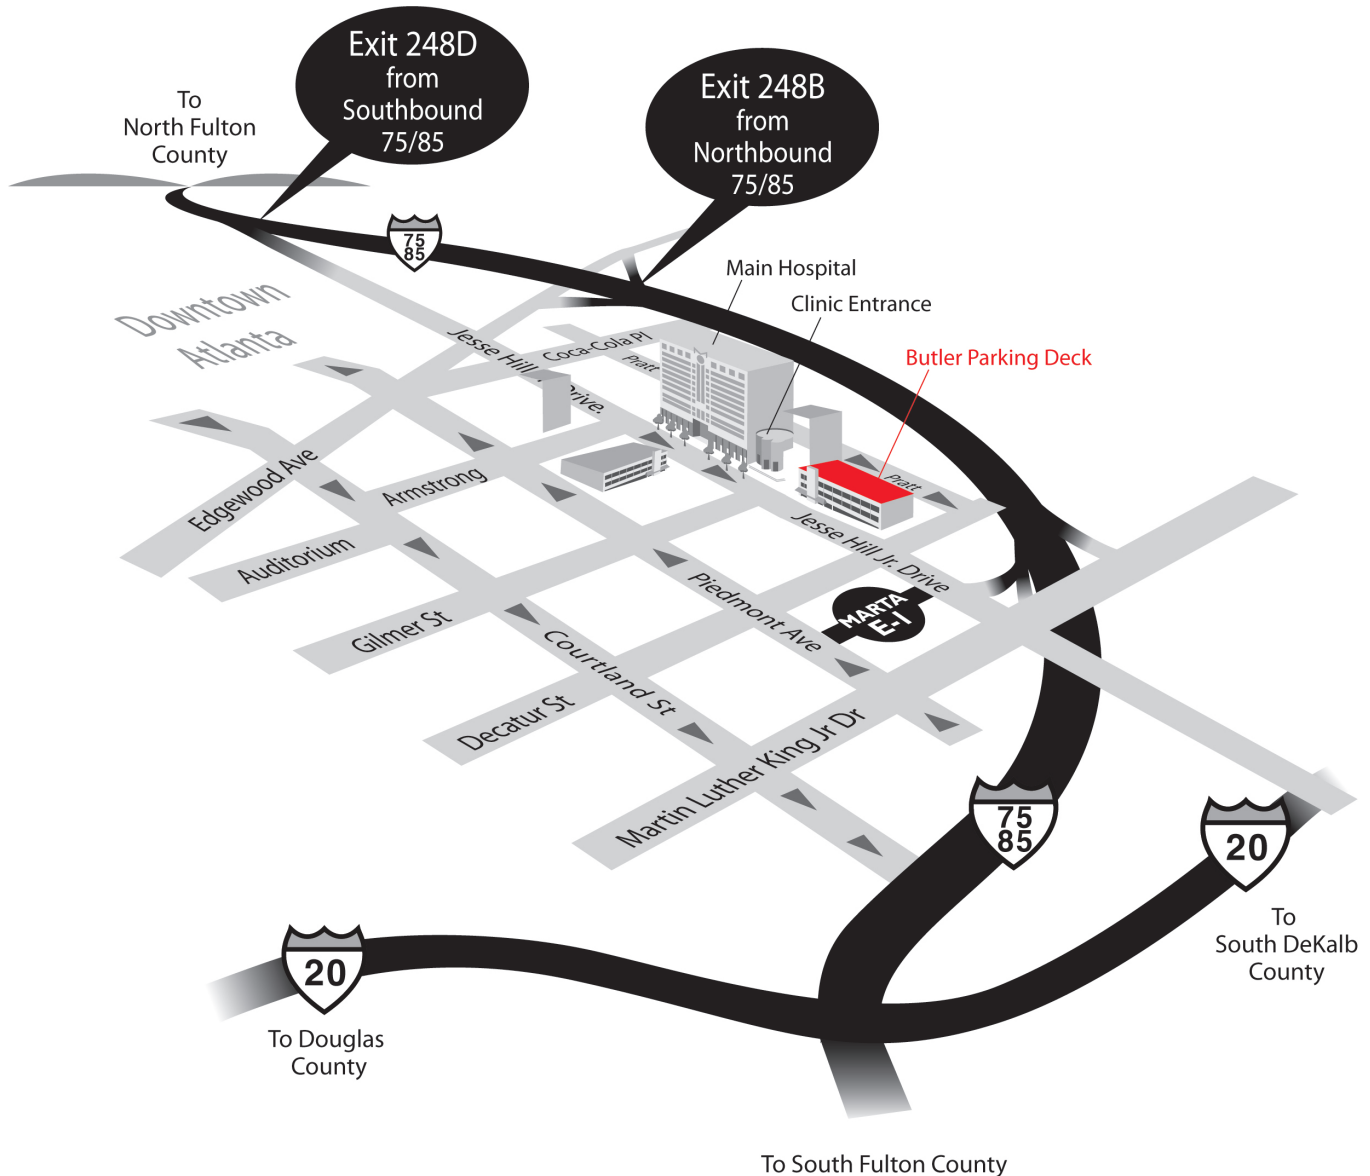 Exit 248D
from
Southbound
75/85
Exit 248B
from
Northbound
75/85
To
North Fulton
County
75
85
Main Hospital
Clinic Entrance
Butler Parking Deck
Downtown
Atlanta
Jesse Hill
Drive.
Coca-Cola Pl
Pratt
Pratt
Edgewood Ave
Armstrong
Auditorium
Jesse Hill Jr. Drive
Gilmer St
Piedmont Ave
MARTA
E-I
Courtland St
Decatur St
Martin Luther King Jr Dr
75
85
20
To
South DeKalb
County
20
To Douglas
County
To South Fulton County